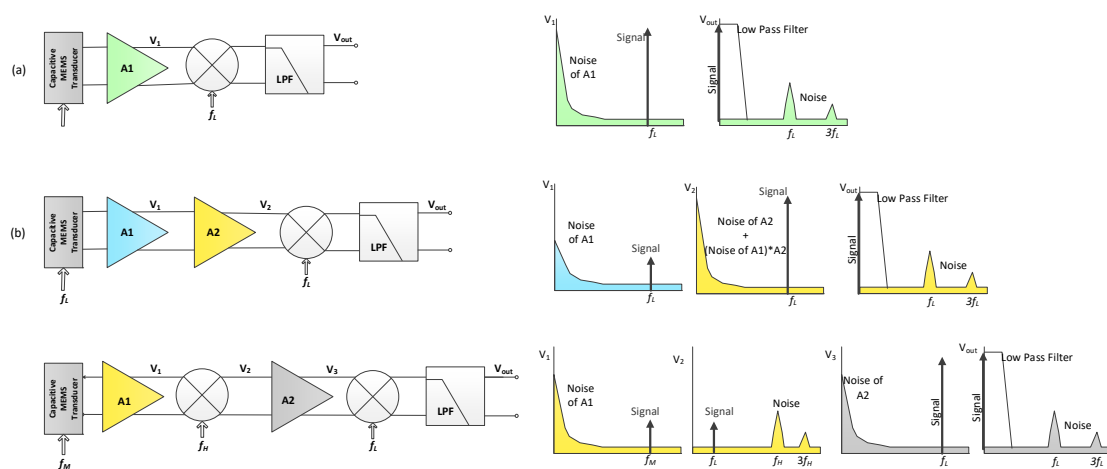 (a)
Capacitive
MEMS
Transducer
A1
V1
fL
LPF
Vout
V1
Noise
of A1
Signal
fL
Vout
Low Pass Filter
Signal
Noise
fL
3fL
(b)
Capacitive
MEMS
Transducer
fL
A1
V1
A2
V2
fL
LPF
Vout
V1
Noise
of A1
Signal
fL
V2
Signal
Noise of A2
+
(Noise of A1)*A2
fL
Vout
Low Pass Filter
Signal
Noise
fL
3fL
Capacitive
MEMS
Transducer
fM
A1
V1
fH
V2
A2
V3
fL
LPF
Vout
V1
Noise
of A1
Signal
fM
V2
Signal
Noise
fL
fH
3fH
V3
Noise of
A2
Signal
fL
Vout
Low Pass Filter
Signal
Noise
fL
3fL